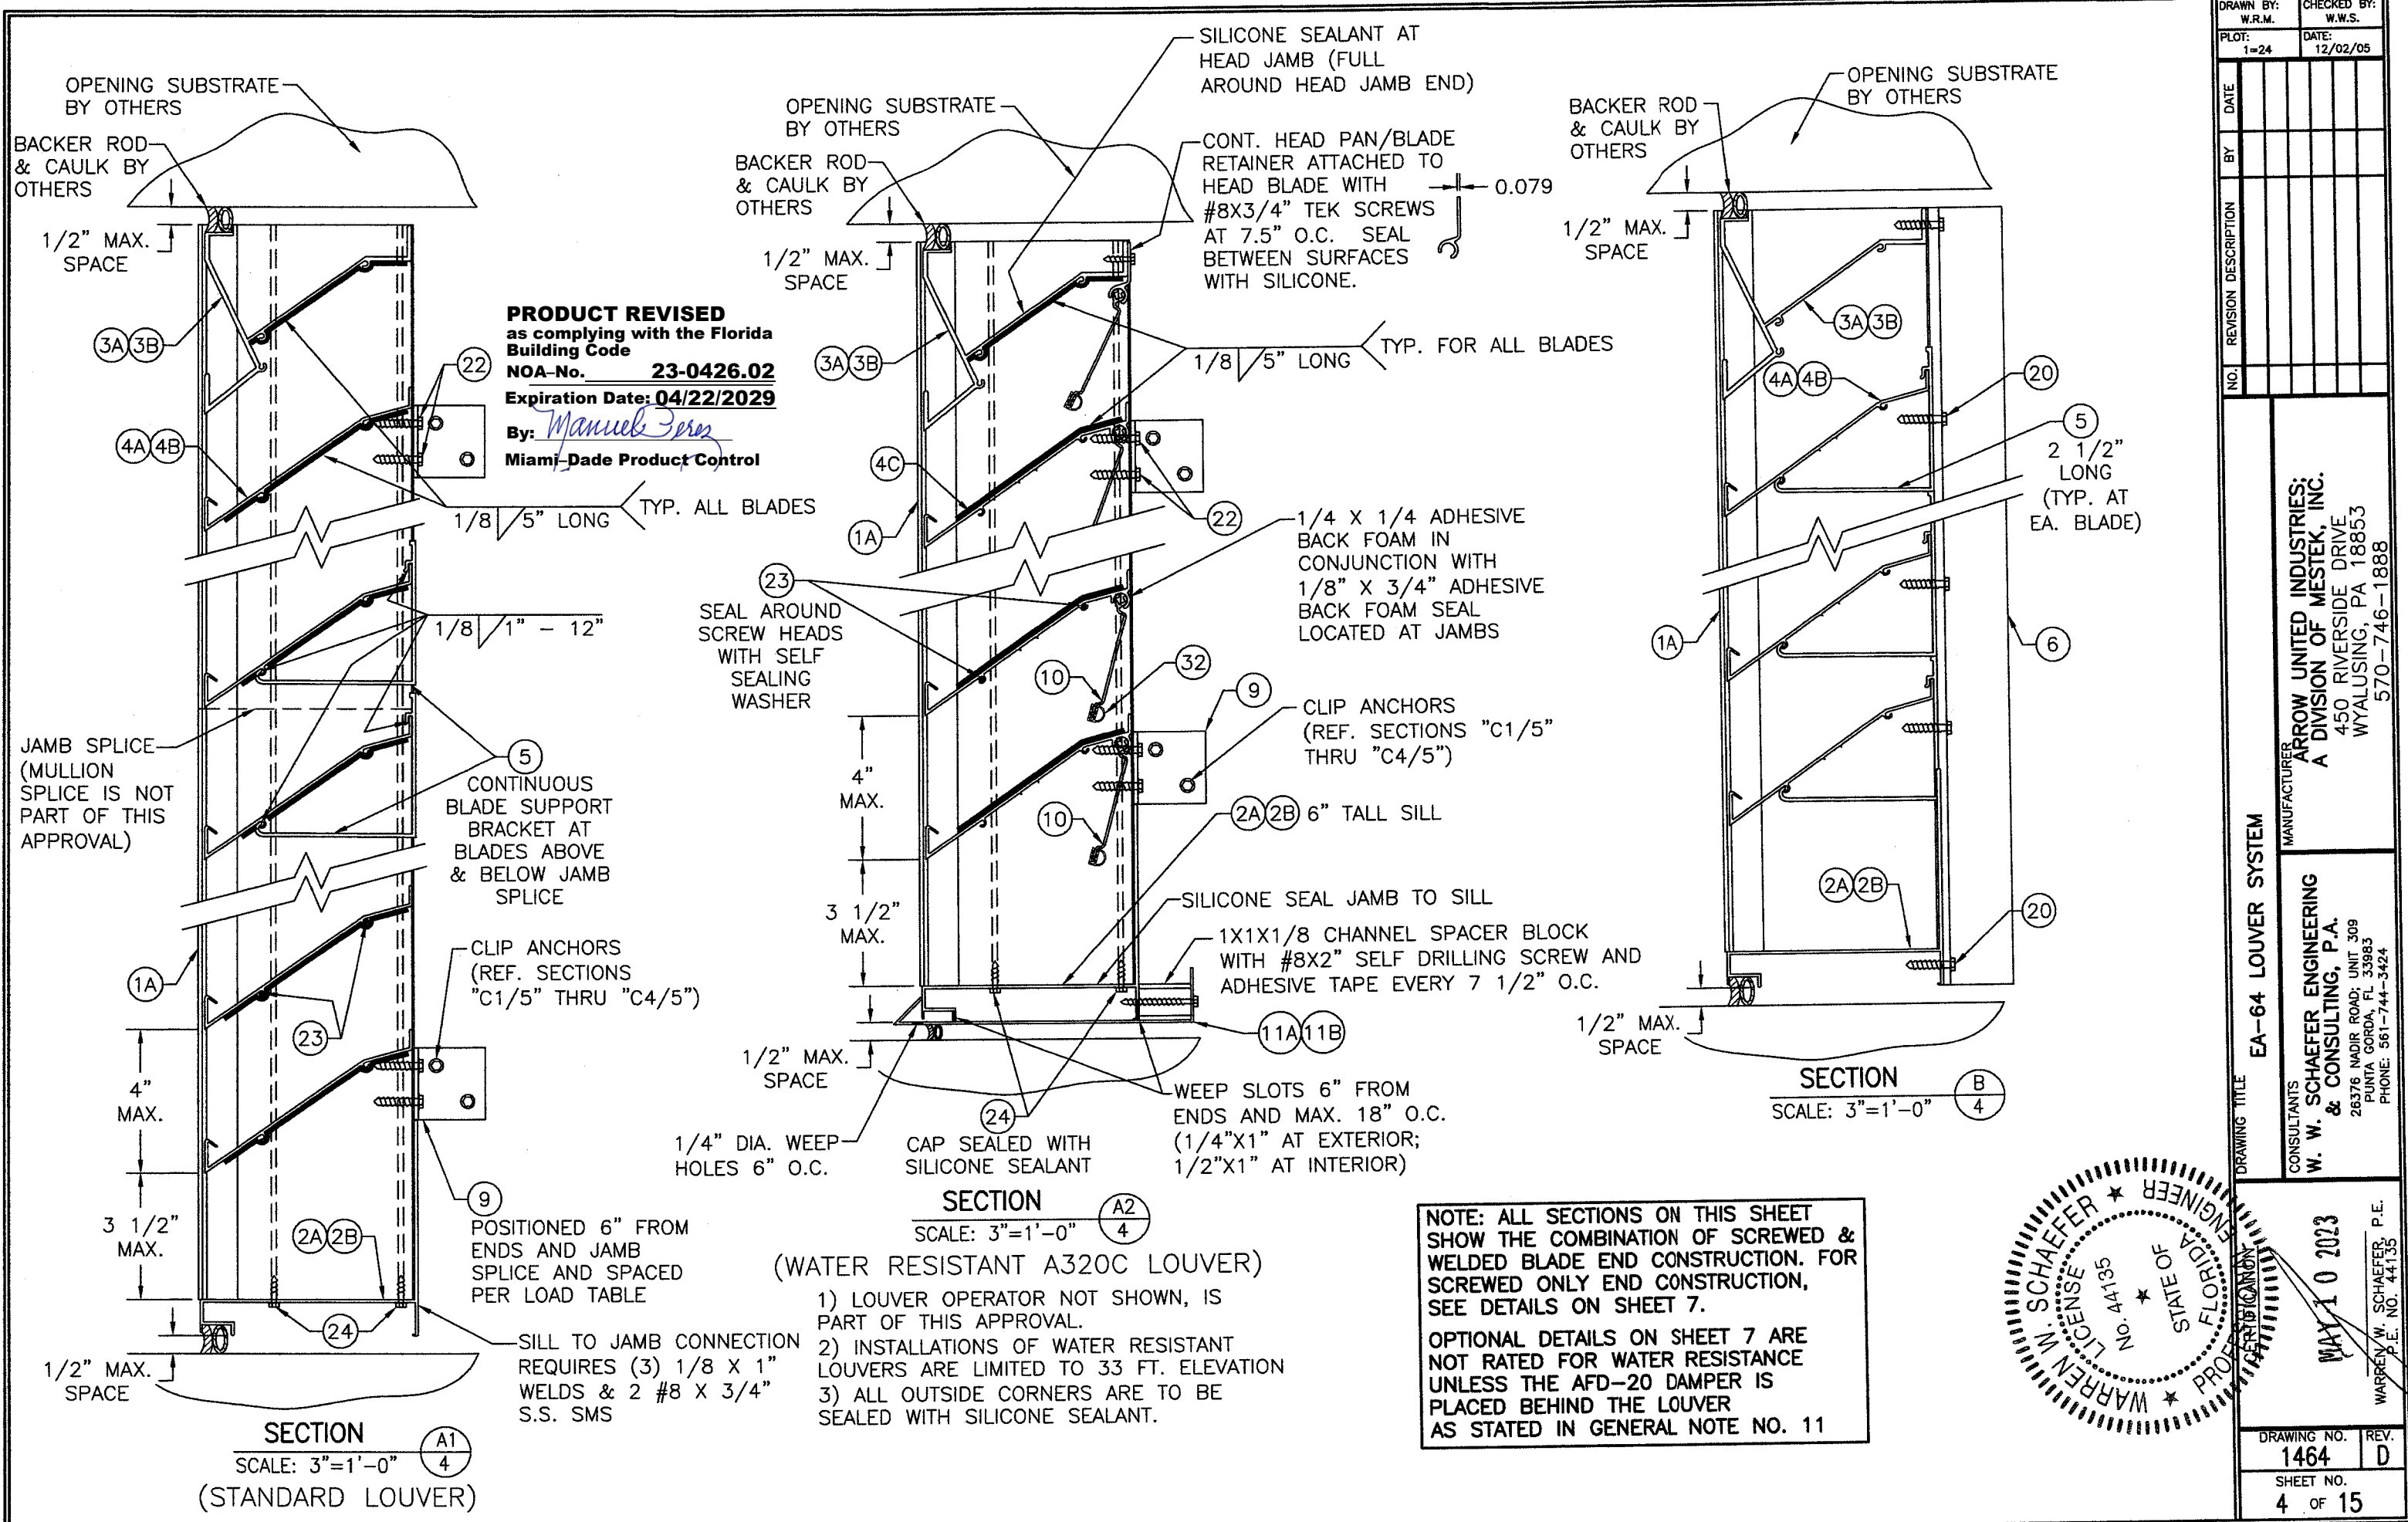 OPENING SUBSTRATE
BY OTHERS
BACKER ROD
& CAULK BY
OTHERS
1/2" MAX.
SPACE
3A 3B
4A 4B
22
1/8 5" LONG
TYP. ALL BLADES
1/8 1" - 12"
JAMB SPLICE
(MULLION
SPLICE IS NOT
PART OF THIS
APPROVAL)
5
CONTINUOUS
BLADE SUPPORT
BRACKET AT
BLADES ABOVE
& BELOW JAMB
SPLICE
1A
23
CLIP ANCHORS
(REF. SECTIONS
"C1/5" THRU "C4/5")
4"
MAX.
3 1/2"
MAX.
9
POSITIONED 6" FROM
ENDS AND JAMB
SPLICE AND SPACED
PER LOAD TABLE
2A 2B
24
SILL TO JAMB CONNECTION
REQUIRES (3) 1/8 X 1"
WELDS & 2 #8 X 3/4"
S.S. SMS
1/2" MAX.
SPACE
SECTION
SCALE: 3"=1'-0"
A1
4
(STANDARD LOUVER)
PRODUCT REVISED
as complying with the Florida
Building Code
NOA-No. 23-0426.02
Expiration Date: 04/22/2029
By: Manuel Perez
Miami-Dade Product Control
SILICONE SEALANT AT
HEAD JAMB (FULL
AROUND HEAD JAMB END)
OPENING SUBSTRATE
BY OTHERS
BACKER ROD
& CAULK BY
OTHERS
1/2" MAX.
SPACE
CONT. HEAD PAN/BLADE
RETAINER ATTACHED TO
HEAD BLADE WITH
#8X3/4" TEK SCREWS
AT 7.5" O.C. SEAL
BETWEEN SURFACES
WITH SILICONE.
0.079
3A 3B
1/8 5" LONG
TYP. FOR ALL BLADES
4C
1A
22
1/4 X 1/4 ADHESIVE
BACK FOAM IN
CONJUNCTION WITH
1/8" X 3/4" ADHESIVE
BACK FOAM SEAL
LOCATED AT JAMBS
23
SEAL AROUND
SCREW HEADS
WITH SELF
SEALING
WASHER
10
32
9
CLIP ANCHORS
(REF. SECTIONS "C1/5"
THRU "C4/5")
4"
MAX.
10
2A 2B 6" TALL SILL
3 1/2"
MAX.
SILICONE SEAL JAMB TO SILL
1X1X1/8 CHANNEL SPACER BLOCK
WITH #8X2" SELF DRILLING SCREW AND
ADHESIVE TAPE EVERY 7 1/2" O.C.
11A 11B
1/2" MAX.
SPACE
WEEP SLOTS 6" FROM
ENDS AND MAX. 18" O.C.
(1/4"X1" AT EXTERIOR;
1/2"X1" AT INTERIOR)
24
CAP SEALED WITH
SILICONE SEALANT
1/4" DIA. WEEP
HOLES 6" O.C.
SECTION
SCALE: 3"=1'-0"
A2
4
(WATER RESISTANT A320C LOUVER)
1) LOUVER OPERATOR NOT SHOWN, IS
PART OF THIS APPROVAL.
2) INSTALLATIONS OF WATER RESISTANT
LOUVERS ARE LIMITED TO 33 FT. ELEVATION
3) ALL OUTSIDE CORNERS ARE TO BE
SEALED WITH SILICONE SEALANT.
OPENING SUBSTRATE
BY OTHERS
BACKER ROD
& CAULK BY
OTHERS
1/2" MAX.
SPACE
3A 3B
4A 4B
20
5
2 1/2"
LONG
(TYP. AT
EA. BLADE)
1A
6
2A 2B
20
1/2" MAX.
SPACE
SECTION
SCALE: 3"=1'-0"
B
4
NOTE: ALL SECTIONS ON THIS SHEET
SHOW THE COMBINATION OF SCREWED &
WELDED BLADE END CONSTRUCTION. FOR
SCREWED ONLY END CONSTRUCTION,
SEE DETAILS ON SHEET 7.
OPTIONAL DETAILS ON SHEET 7 ARE
NOT RATED FOR WATER RESISTANCE
UNLESS THE AFD-20 DAMPER IS
PLACED BEHIND THE LOUVER
AS STATED IN GENERAL NOTE NO. 11
DRAWN BY:
W.R.M.
CHECKED BY:
W.W.S.
PLOT:
1=24
DATE:
12/02/05
NO. REVISION DESCRIPTION BY DATE
MANUFACTURER
ARROW UNITED INDUSTRIES;
A DIVISION OF MESTEK, INC.
450 RIVERSIDE DRIVE
WYALUSING, PA 18853
570-746-1888
DRAWING TITLE
EA-64 LOUVER SYSTEM
CONSULTANTS
W. W. SCHAEFER ENGINEERING
& CONSULTING, P.A.
26376 NADIR ROAD; UNIT 309
PUNTA GORDA, FL 33983
PHONE: 561-744-3424
CERTIFICATION
MAY 10 2023
WARREN W. SCHAEFER, P.E.
P.E. NO. 44135
WARREN W. SCHAEFER
PROFESSIONAL ENGINEER
LICENSE
No. 44135
STATE OF
FLORIDA
DRAWING NO.
1464
REV.
D
SHEET NO.
4 OF 15